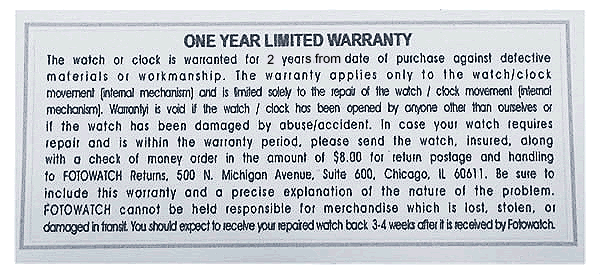 ONE YEAR LIMITED WARRANTY
The watch or clock is warranted for 2 years from date of purchase against defective
materials or workmanship. The warranty applies only to the watch/clock
movement (internal mechanism) and is limited solely to the repair of the watch / clock movement (internal
mechanism). Warrantyi is void if the watch / clock has been opened by anyone other than ourselves or
if the watch has been damaged by abuse/accident. In case your watch requires
repair and is within the warranty period, please send the watch, insured, along
with a check of money order in the amount of $8.00 for return postage and handling
to FOTOWATCH Returns, 500 N. Michigan Avenue, Suite 600, Chicago, IL 60611. Be sure to
include this warranty and a precise explanation of the nature of the problem.
FOTOWATCH cannot be held responsible for merchandise which is lost, stolen, or
damaged in transit. You should expect to receive your repaired watch back 3-4 weeks after it is received by Fotowatch.